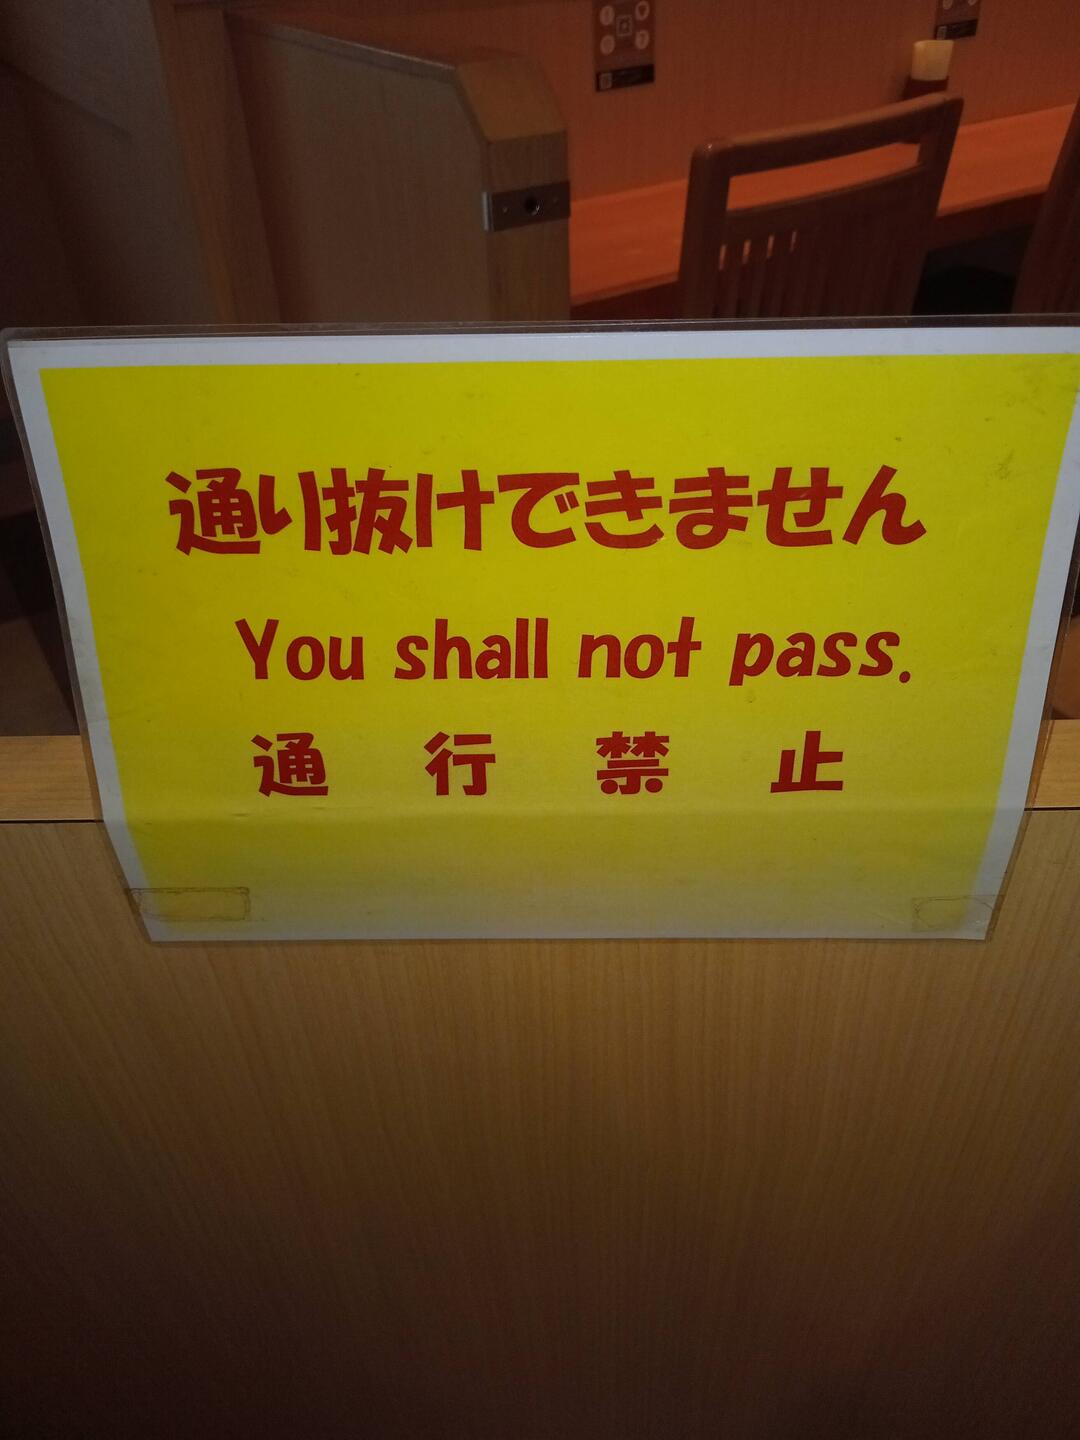 通り抜けできません
You shall not pass.
通行禁止